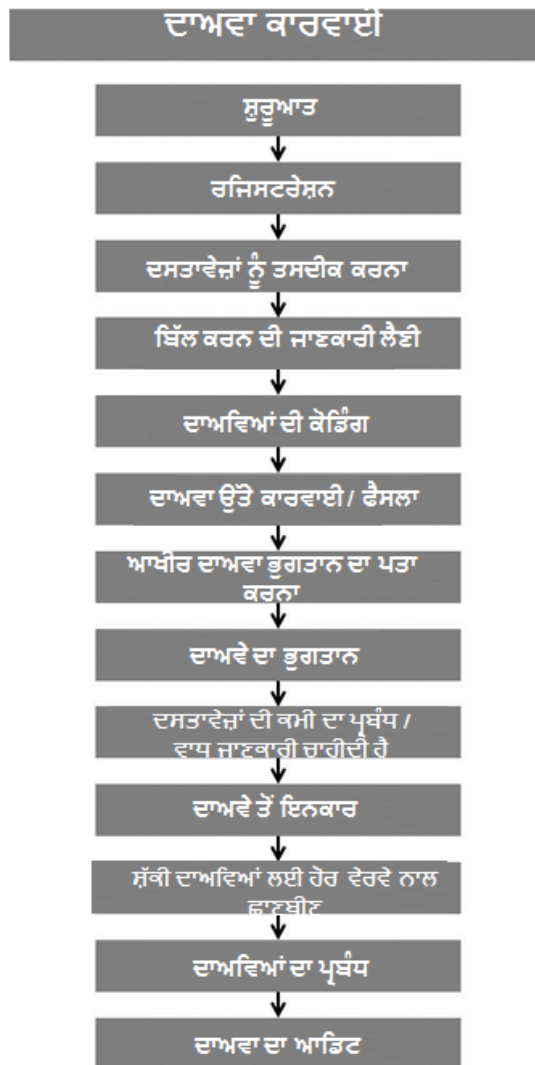 ਦਾਅਵਾ ਕਾਰਵਾਈ
ਸ਼ੁਰੂਆਤ
ਰਜਿਸਟਰੇਸ਼ਨ
ਦਸਤਾਵੇਜ਼ਾਂ ਨੂੰ ਤਸਦੀਕ ਕਰਨਾ
ਬਿੱਲ ਕਰਨ ਦੀ ਜਾਣਕਾਰੀ ਲੈਣੀ
ਦਾਅਵਿਆਂ ਦੀ ਕੋਡਿੰਗ
ਦਾਅਵਾ ਉੱਤੇ ਕਾਰਵਾਈ / ਫੈਸਲਾ
ਆਖੀਰ ਦਾਅਵਾ ਭੁਗਤਾਨ ਦਾ ਪਤਾ
ਕਰਨਾ
ਦਾਅਵੇ ਦਾ ਭੁਗਤਾਨ
ਦਸਤਾਵੇਜ਼ਾਂ ਦੀ ਕਮੀ ਦਾ ਪ੍ਰਬੰਧ /
ਵਾਧ ਜਾਣਕਾਰੀ ਚਾਹੀਦੀ ਹੈ
ਦਾਅਵੇ ਤੋਂ ਇਨਕਾਰ
ਸ਼ੱਕੀ ਦਾਅਵਿਆਂ ਲਈ ਹੋਰ ਵੇਰਵੇ ਨਾਲ
ਛਾਣਬੀਣ
ਦਾਅਵਿਆਂ ਦਾ ਪ੍ਰਬੰਧ
ਦਾਅਵਾ ਦਾ ਆਡਿਟ